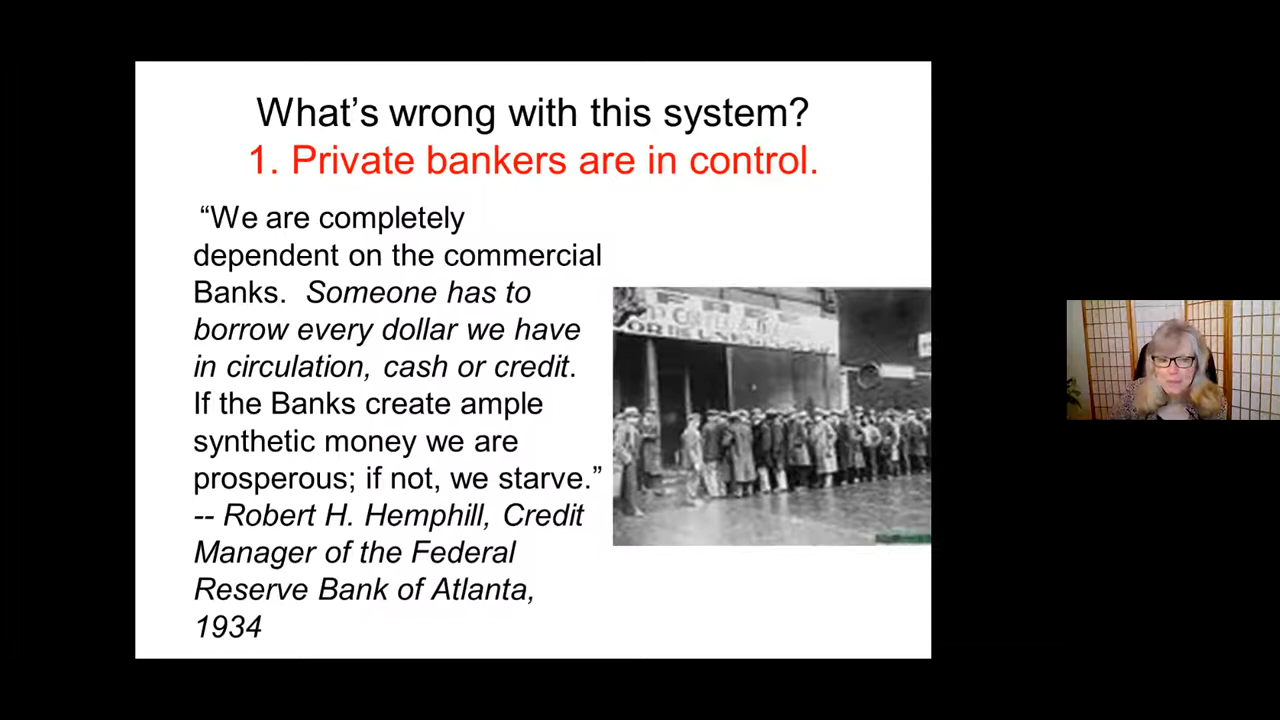 What’s wrong with this system?
1. Private bankers are in control.
“We are completely
dependent on the commercial
Banks.  Someone has to
borrow every dollar we have
in circulation, cash or credit.
If the Banks create ample
synthetic money we are
prosperous; if not, we starve.”
-- Robert H. Hemphill, Credit
Manager of the Federal
Reserve Bank of Atlanta,
1934